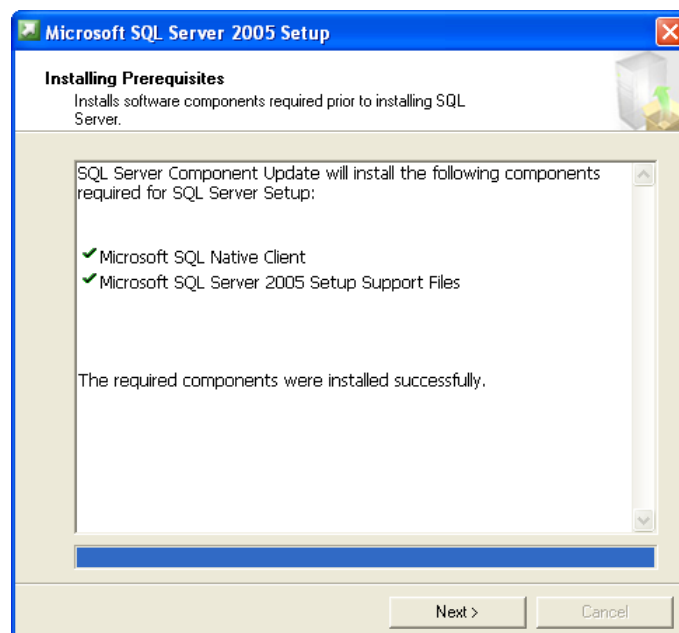 Microsoft SQL Server 2005 Setup
Installing Prerequisites
Installs software components required prior to installing SQL
Server.
SQL Server Component Update will install the following components
required for SQL Server Setup:
Microsoft SQL Native Client
Microsoft SQL Server 2005 Setup Support Files
The required components were installed successfully.
Next >
Cancel